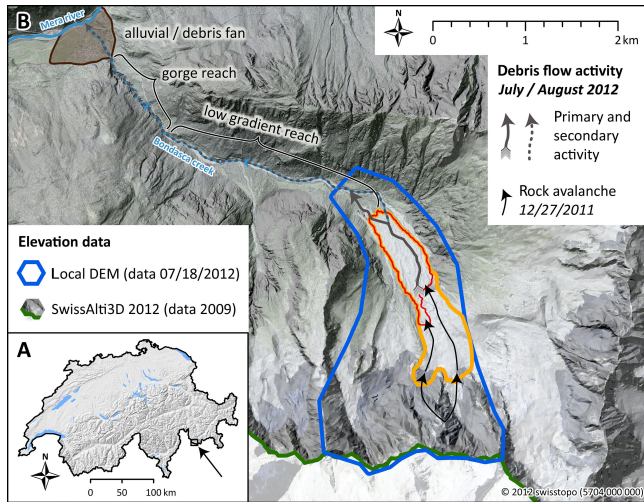 B
Mera river
alluvial / debris fan
gorge reach
low gradient reach
Bondasca creek
N
0 1 2 km
Debris flow activity
July / August 2012
Primary and
secondary
activity
Rock avalanche
12/27/2011
Elevation data
Local DEM (data 07/18/2012)
SwissAlti3D 2012 (data 2009)
A
N
0 50 100 km
© 2012 swisstopo (5704 000 000)